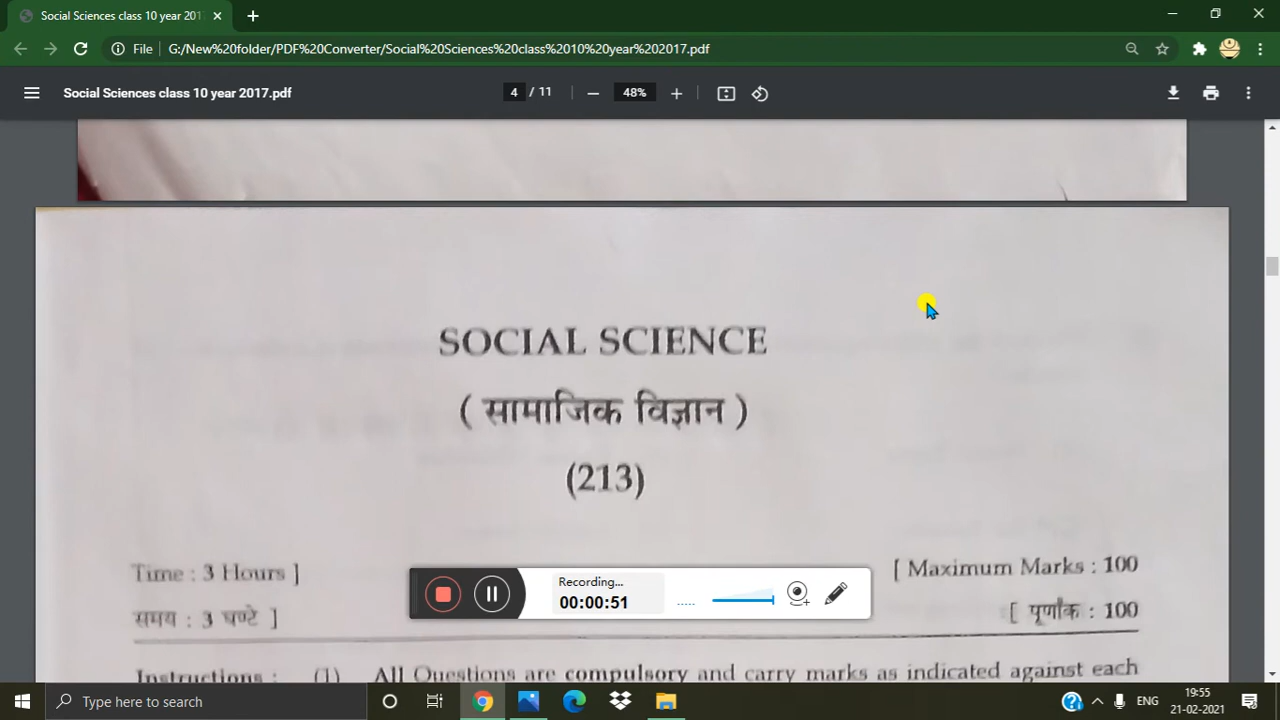 Social Sciences class 10 year 201
File G:/New%20folder/PDF%20Converter/Social%20Sciences%20class%2010%20year%202017.pdf
Social Sciences class 10 year 2017.pdf
4 / 11
48%
SOCIAL SCIENCE
( सामाजिक विज्ञान )
(213)
Time : 3 Hours ]
[ Maximum Marks : 100
समय : 3 घण्टे ]
[ पूर्णांक : 100
Instructions : (1) All Questions are compulsory and carry marks as indicated against each
Recording...
00:00:51
Type here to search
ENG
19:55
21-02-2021